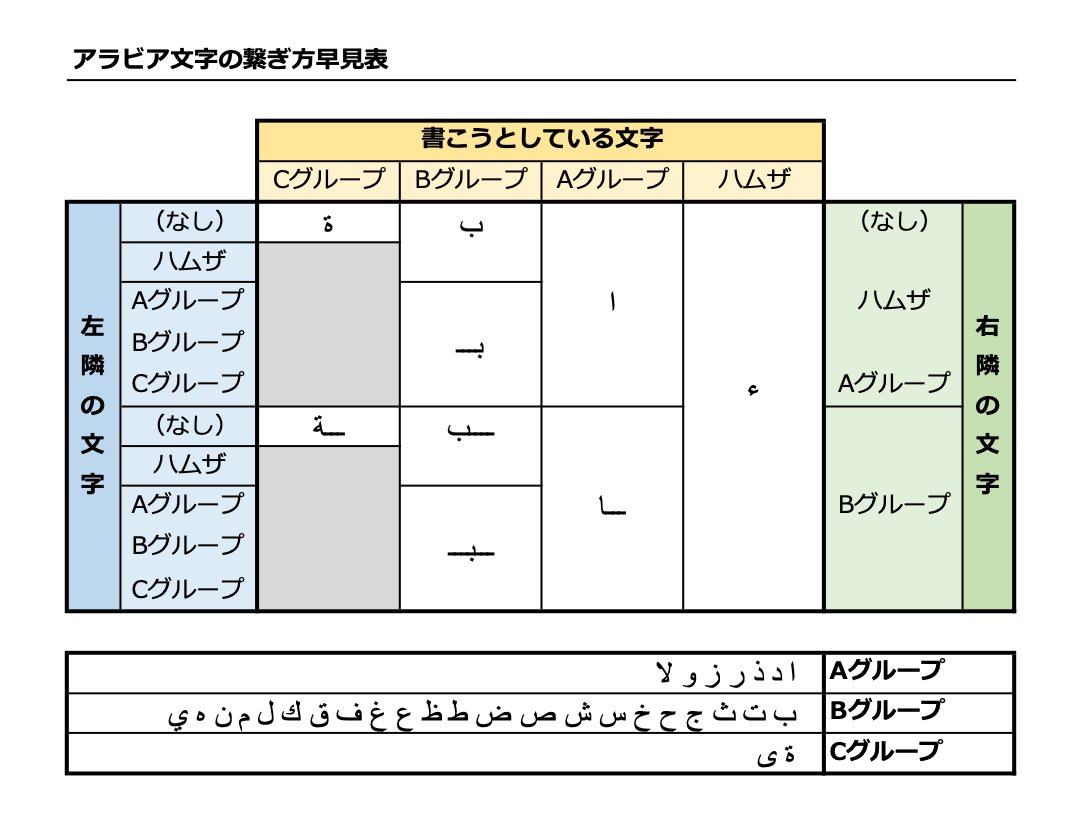 アラビア文字の繋ぎ方早見表
書こうとしている文字
Cグループ Bグループ Aグループ ハムザ
左隣の文字
右隣の文字
（なし） ة ب （なし）
ハムザ
Aグループ ا ハムザ
Bグループ بـ
Cグループ ء Aグループ
（なし） ـة ـب
ハムザ
Aグループ ـا Bグループ
Bグループ ـبـ
Cグループ
Aグループ ا د ذ ر ز و لا
Bグループ ب ت ث ج ح خ س ش ص ض ط ظ ع غ ف ق ك ل م ن ه ي
Cグループ ة ى